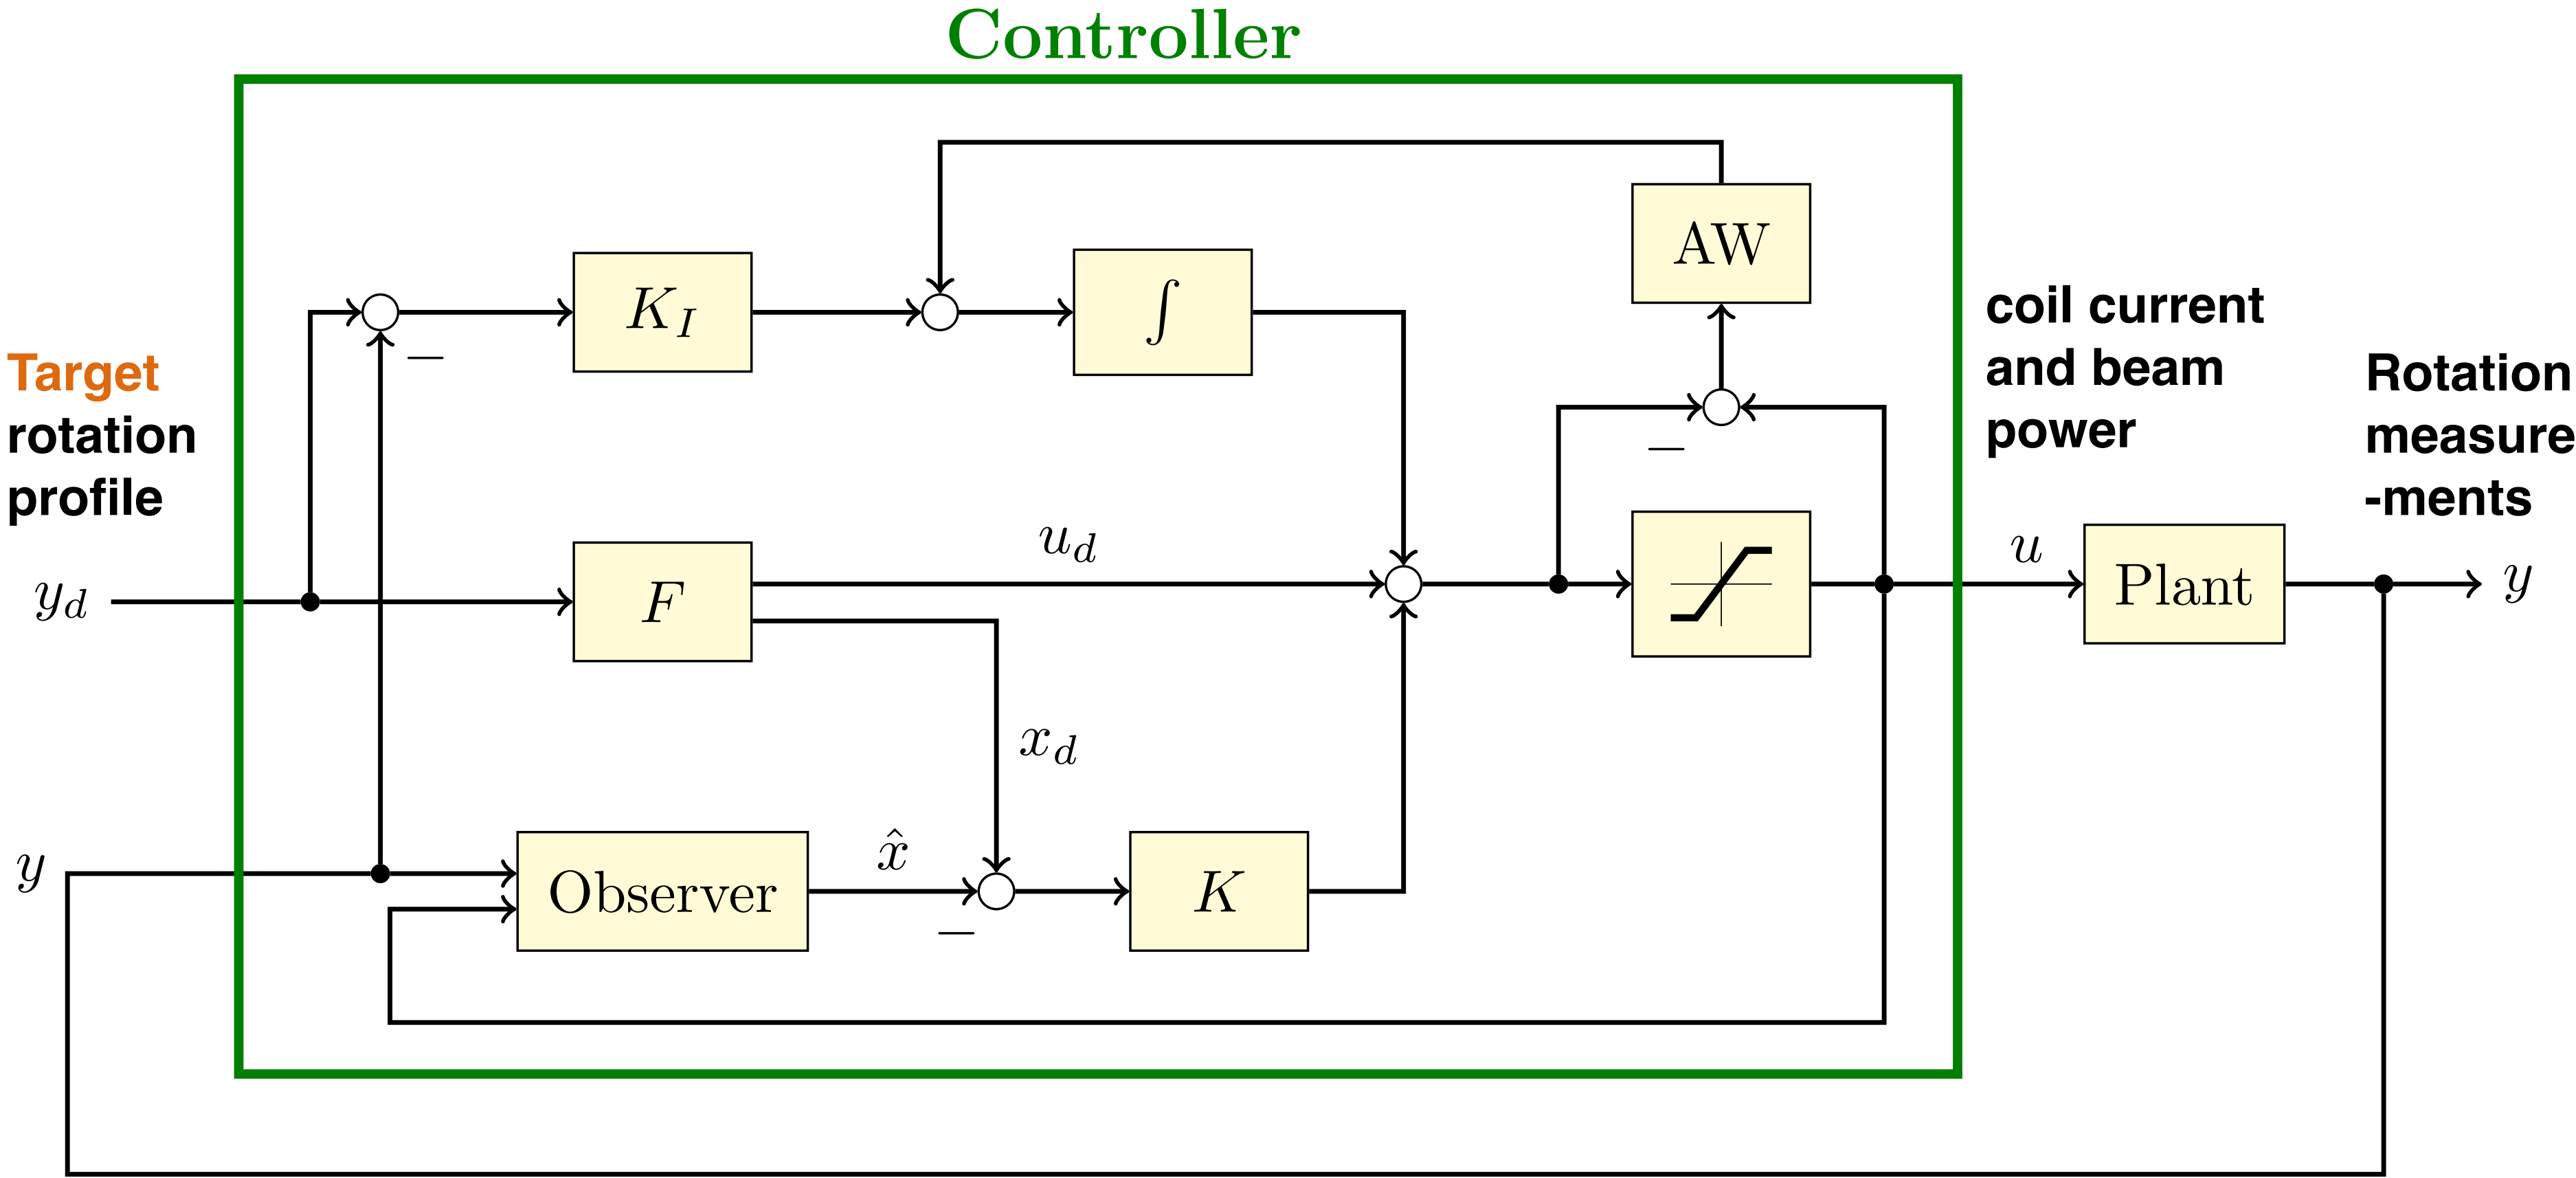 Controller
AW
K_I
∫
−
Target
rotation
profile
coil current
and beam
power
Rotation
measure
-ments
−
u_d
u
y_d
F
Plant
y
x_d
x̂
y
Observer
K
−